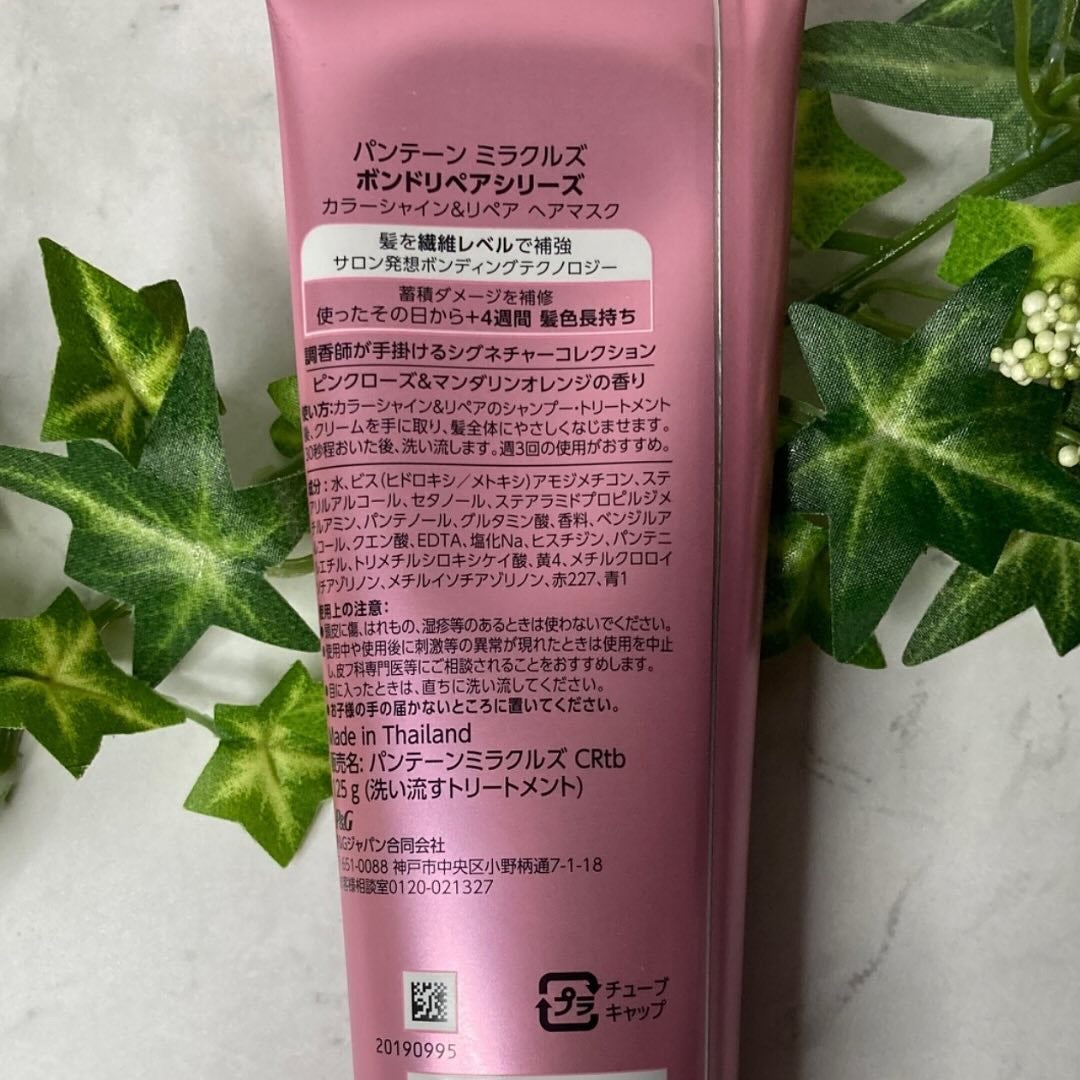 パンテーン ミラクルズ
ボンドリペアシリーズ
カラーシャイン&リペア ヘアマスク
髪を繊維レベルで補強
サロン発想ボンディングテクノロジー
蓄積ダメージを補修
使ったその日から+4週間 髪色長持ち
調香師が手掛けるシグネチャーコレクション
ピンクローズ&マンダリンオレンジの香り
使い方:カラーシャイン&リペアのシャンプー・トリートメント
後、クリームを手に取り、髪全体にやさしくなじませます。
30秒程おいた後、洗い流します。週3回の使用がおすすめ。
成分:水、ビス(ヒドロキシ/メトキシ)アモジメチコン、ステ
アリルアルコール、セタノール、ステアラミドプロピルジメ
チルアミン、パンテノール、グルタミン酸、香料、ベンジルア
ルコール、クエン酸、EDTA、塩化Na、ヒスチジン、パンテニ
ルエチル、トリメチルシロキシケイ酸、黄4、メチルクロロイ
ソチアゾリノン、メチルイソチアゾリノン、赤227、青1
使用上の注意:
●頭皮に傷、はれもの、湿疹等のあるときは使わないでください。
●使用中や使用後に刺激等の異常が現れたときは使用を中止
し、皮フ科専門医等にご相談されることをおすすめします。
●目に入ったときは、直ちに洗い流してください。
●お子様の手の届かないところに置いてください。
Made in Thailand
販売名: パンテーンミラクルズ CRtb
25 g (洗い流すトリートメント)
P&G
P&Gジャパン合同会社
651-0088 神戸市中央区小野柄通7-1-18
お客様相談室0120-021327
プラ
チューブ
キャップ
20190995